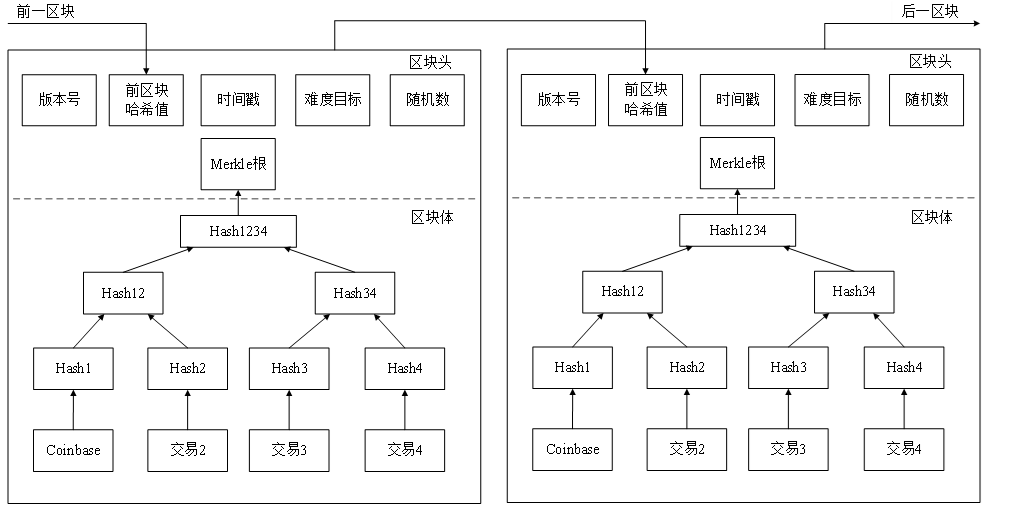 前一区块
后一区块
区块头
版本号
前区块
哈希值
时间戳
难度目标
随机数
Merkle根
区块体
Hash1234
Hash12
Hash34
Hash1
Hash2
Hash3
Hash4
Coinbase
交易2
交易3
交易4
区块头
版本号
前区块
哈希值
时间戳
难度目标
随机数
Merkle根
区块体
Hash1234
Hash12
Hash34
Hash1
Hash2
Hash3
Hash4
Coinbase
交易2
交易3
交易4